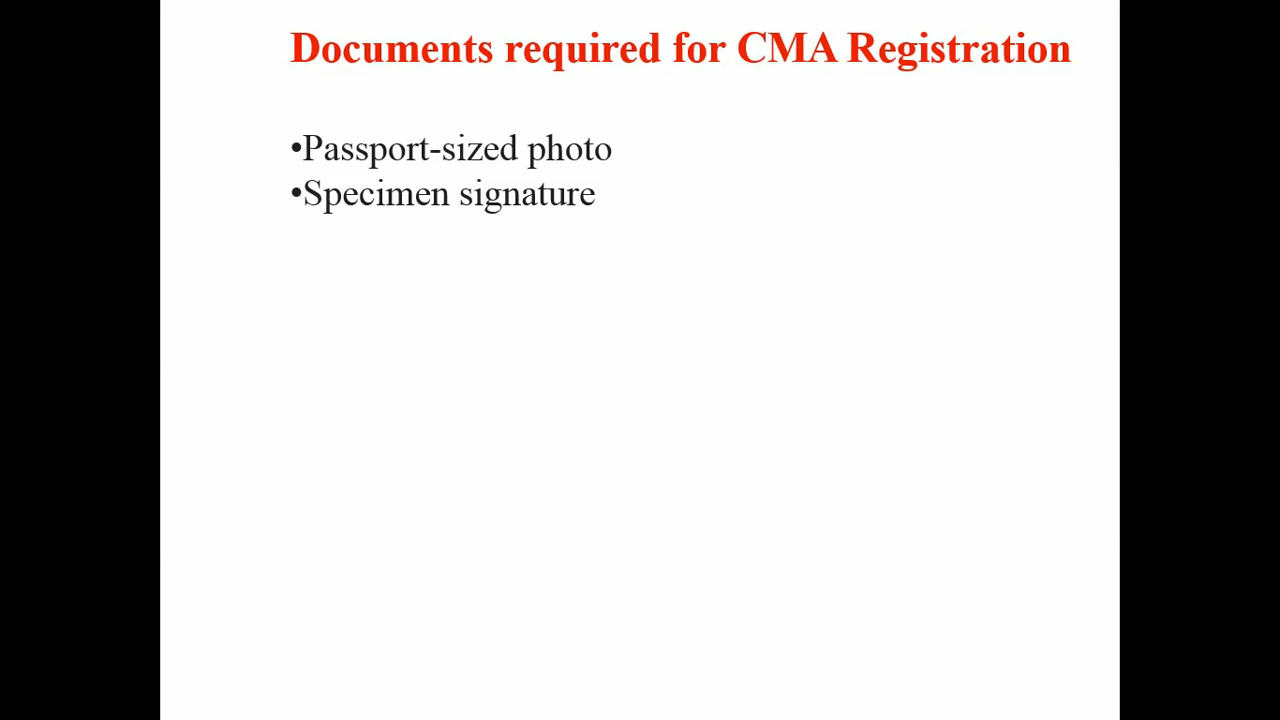 Documents required for CMA Registration
•Passport-sized photo
•Specimen signature